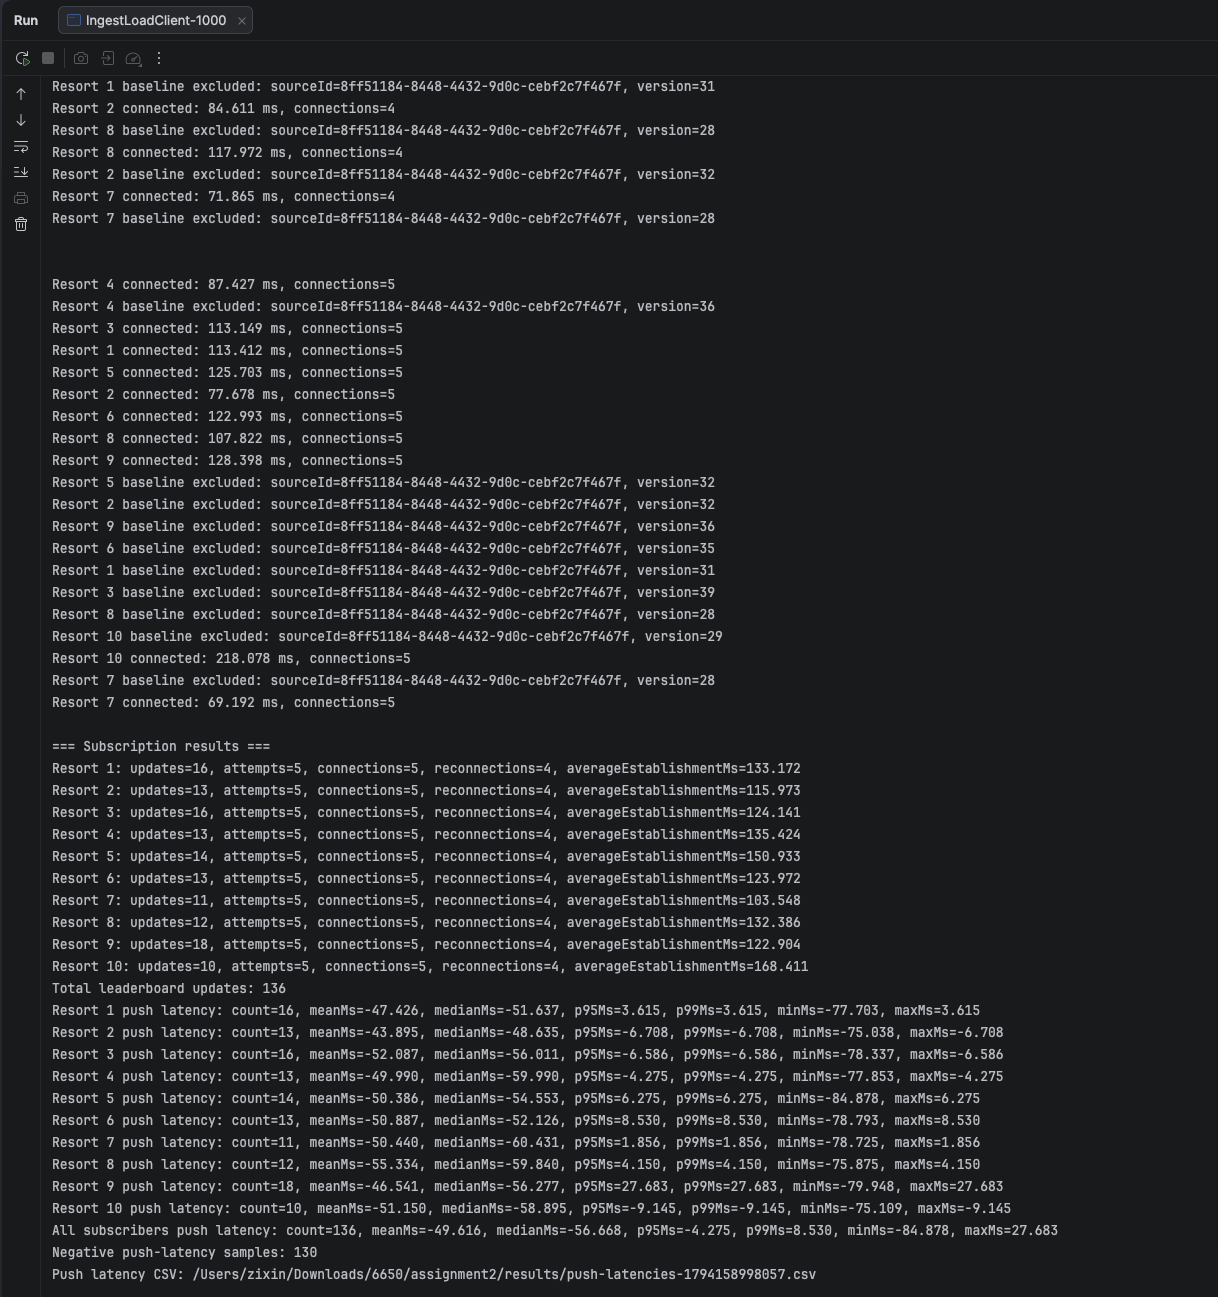 Run
IngestLoadClient-1000
Resort 1 baseline excluded: sourceId=8ff51184-8448-4432-9d0c-cebf2c7f467f, version=31
Resort 2 connected: 84.611 ms, connections=4
Resort 8 baseline excluded: sourceId=8ff51184-8448-4432-9d0c-cebf2c7f467f, version=28
Resort 8 connected: 117.972 ms, connections=4
Resort 2 baseline excluded: sourceId=8ff51184-8448-4432-9d0c-cebf2c7f467f, version=32
Resort 7 connected: 71.865 ms, connections=4
Resort 7 baseline excluded: sourceId=8ff51184-8448-4432-9d0c-cebf2c7f467f, version=28
Resort 4 connected: 87.427 ms, connections=5
Resort 4 baseline excluded: sourceId=8ff51184-8448-4432-9d0c-cebf2c7f467f, version=36
Resort 3 connected: 113.149 ms, connections=5
Resort 1 connected: 113.412 ms, connections=5
Resort 5 connected: 125.703 ms, connections=5
Resort 2 connected: 77.678 ms, connections=5
Resort 6 connected: 122.993 ms, connections=5
Resort 8 connected: 107.822 ms, connections=5
Resort 9 connected: 128.398 ms, connections=5
Resort 5 baseline excluded: sourceId=8ff51184-8448-4432-9d0c-cebf2c7f467f, version=32
Resort 2 baseline excluded: sourceId=8ff51184-8448-4432-9d0c-cebf2c7f467f, version=32
Resort 9 baseline excluded: sourceId=8ff51184-8448-4432-9d0c-cebf2c7f467f, version=36
Resort 6 baseline excluded: sourceId=8ff51184-8448-4432-9d0c-cebf2c7f467f, version=35
Resort 1 baseline excluded: sourceId=8ff51184-8448-4432-9d0c-cebf2c7f467f, version=31
Resort 3 baseline excluded: sourceId=8ff51184-8448-4432-9d0c-cebf2c7f467f, version=39
Resort 8 baseline excluded: sourceId=8ff51184-8448-4432-9d0c-cebf2c7f467f, version=28
Resort 10 baseline excluded: sourceId=8ff51184-8448-4432-9d0c-cebf2c7f467f, version=29
Resort 10 connected: 218.078 ms, connections=5
Resort 7 baseline excluded: sourceId=8ff51184-8448-4432-9d0c-cebf2c7f467f, version=28
Resort 7 connected: 69.192 ms, connections=5
=== Subscription results ===
Resort 1: updates=16, attempts=5, connections=5, reconnections=4, averageEstablishmentMs=133.172
Resort 2: updates=13, attempts=5, connections=5, reconnections=4, averageEstablishmentMs=115.973
Resort 3: updates=16, attempts=5, connections=5, reconnections=4, averageEstablishmentMs=124.141
Resort 4: updates=13, attempts=5, connections=5, reconnections=4, averageEstablishmentMs=135.424
Resort 5: updates=14, attempts=5, connections=5, reconnections=4, averageEstablishmentMs=150.933
Resort 6: updates=13, attempts=5, connections=5, reconnections=4, averageEstablishmentMs=123.972
Resort 7: updates=11, attempts=5, connections=5, reconnections=4, averageEstablishmentMs=103.548
Resort 8: updates=12, attempts=5, connections=5, reconnections=4, averageEstablishmentMs=132.386
Resort 9: updates=18, attempts=5, connections=5, reconnections=4, averageEstablishmentMs=122.904
Resort 10: updates=10, attempts=5, connections=5, reconnections=4, averageEstablishmentMs=168.411
Total leaderboard updates: 136
Resort 1 push latency: count=16, meanMs=-47.426, medianMs=-51.637, p95Ms=3.615, p99Ms=3.615, minMs=-77.703, maxMs=3.615
Resort 2 push latency: count=13, meanMs=-43.895, medianMs=-48.635, p95Ms=-6.708, p99Ms=-6.708, minMs=-75.038, maxMs=-6.708
Resort 3 push latency: count=16, meanMs=-52.087, medianMs=-56.011, p95Ms=-6.586, p99Ms=-6.586, minMs=-78.337, maxMs=-6.586
Resort 4 push latency: count=13, meanMs=-49.990, medianMs=-59.990, p95Ms=-4.275, p99Ms=-4.275, minMs=-77.853, maxMs=-4.275
Resort 5 push latency: count=14, meanMs=-50.386, medianMs=-54.553, p95Ms=6.275, p99Ms=6.275, minMs=-84.878, maxMs=6.275
Resort 6 push latency: count=13, meanMs=-50.887, medianMs=-52.126, p95Ms=8.530, p99Ms=8.530, minMs=-78.793, maxMs=8.530
Resort 7 push latency: count=11, meanMs=-50.440, medianMs=-60.431, p95Ms=1.856, p99Ms=1.856, minMs=-78.725, maxMs=1.856
Resort 8 push latency: count=12, meanMs=-55.334, medianMs=-59.840, p95Ms=4.150, p99Ms=4.150, minMs=-75.875, maxMs=4.150
Resort 9 push latency: count=18, meanMs=-46.541, medianMs=-56.277, p95Ms=27.683, p99Ms=27.683, minMs=-79.948, maxMs=27.683
Resort 10 push latency: count=10, meanMs=-51.150, medianMs=-58.895, p95Ms=-9.145, p99Ms=-9.145, minMs=-75.109, maxMs=-9.145
All subscribers push latency: count=136, meanMs=-49.616, medianMs=-56.668, p95Ms=-4.275, p99Ms=8.530, minMs=-84.878, maxMs=27.683
Negative push-latency samples: 130
Push latency CSV: /Users/zixin/Downloads/6650/assignment2/results/push-latencies-1794158998057.csv